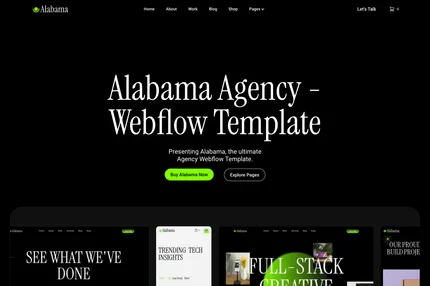 Alabama
Home About Work Blog Shop Pages
Let's Talk
Alabama Agency -
Webflow Template
Presenting Alabama, the ultimate
Agency Webflow Template.
Buy Alabama Now
Explore Pages
Alabama
SEE WHAT WE'VE
DONE
Alabama
TRENDING TECH
INSIGHTS
Alabama
FULL-STACK
CREATIVE
Alabama
OUR PROU
BUILD PROJE